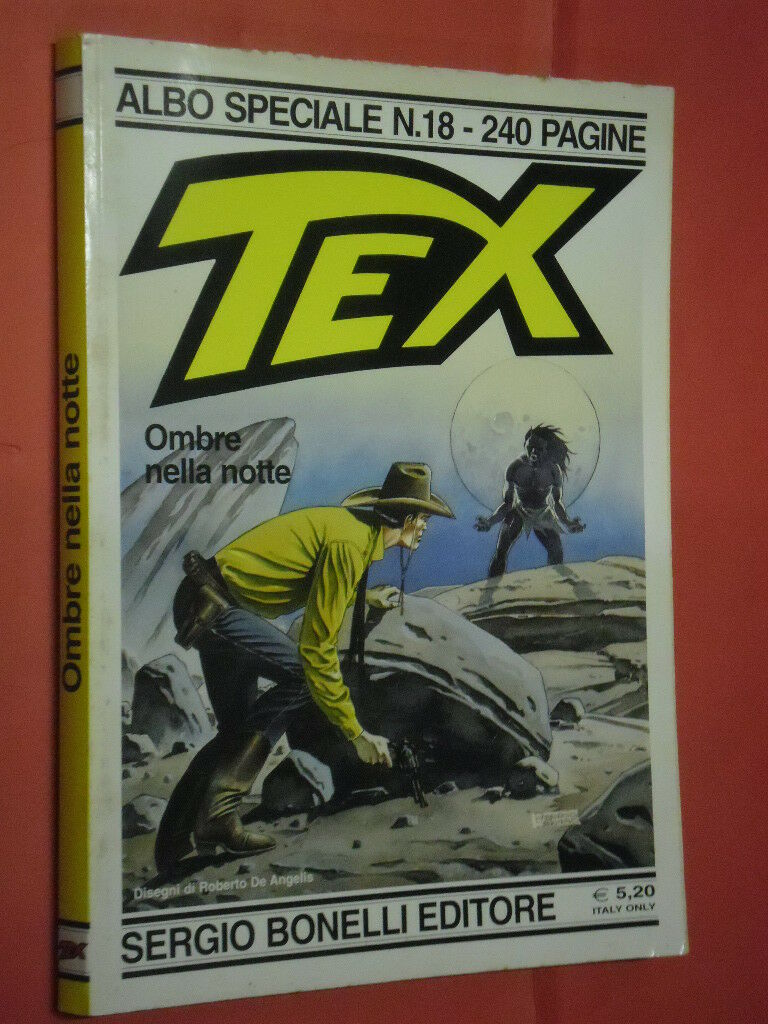 ALBO SPECIALE N.18 - 240 PAGINE
TEX
Ombre
nella notte
Disegni di Roberto De Angelis
€ 5,20
ITALY ONLY
SERGIO BONELLI EDITORE
Ombre nella notte
TEX